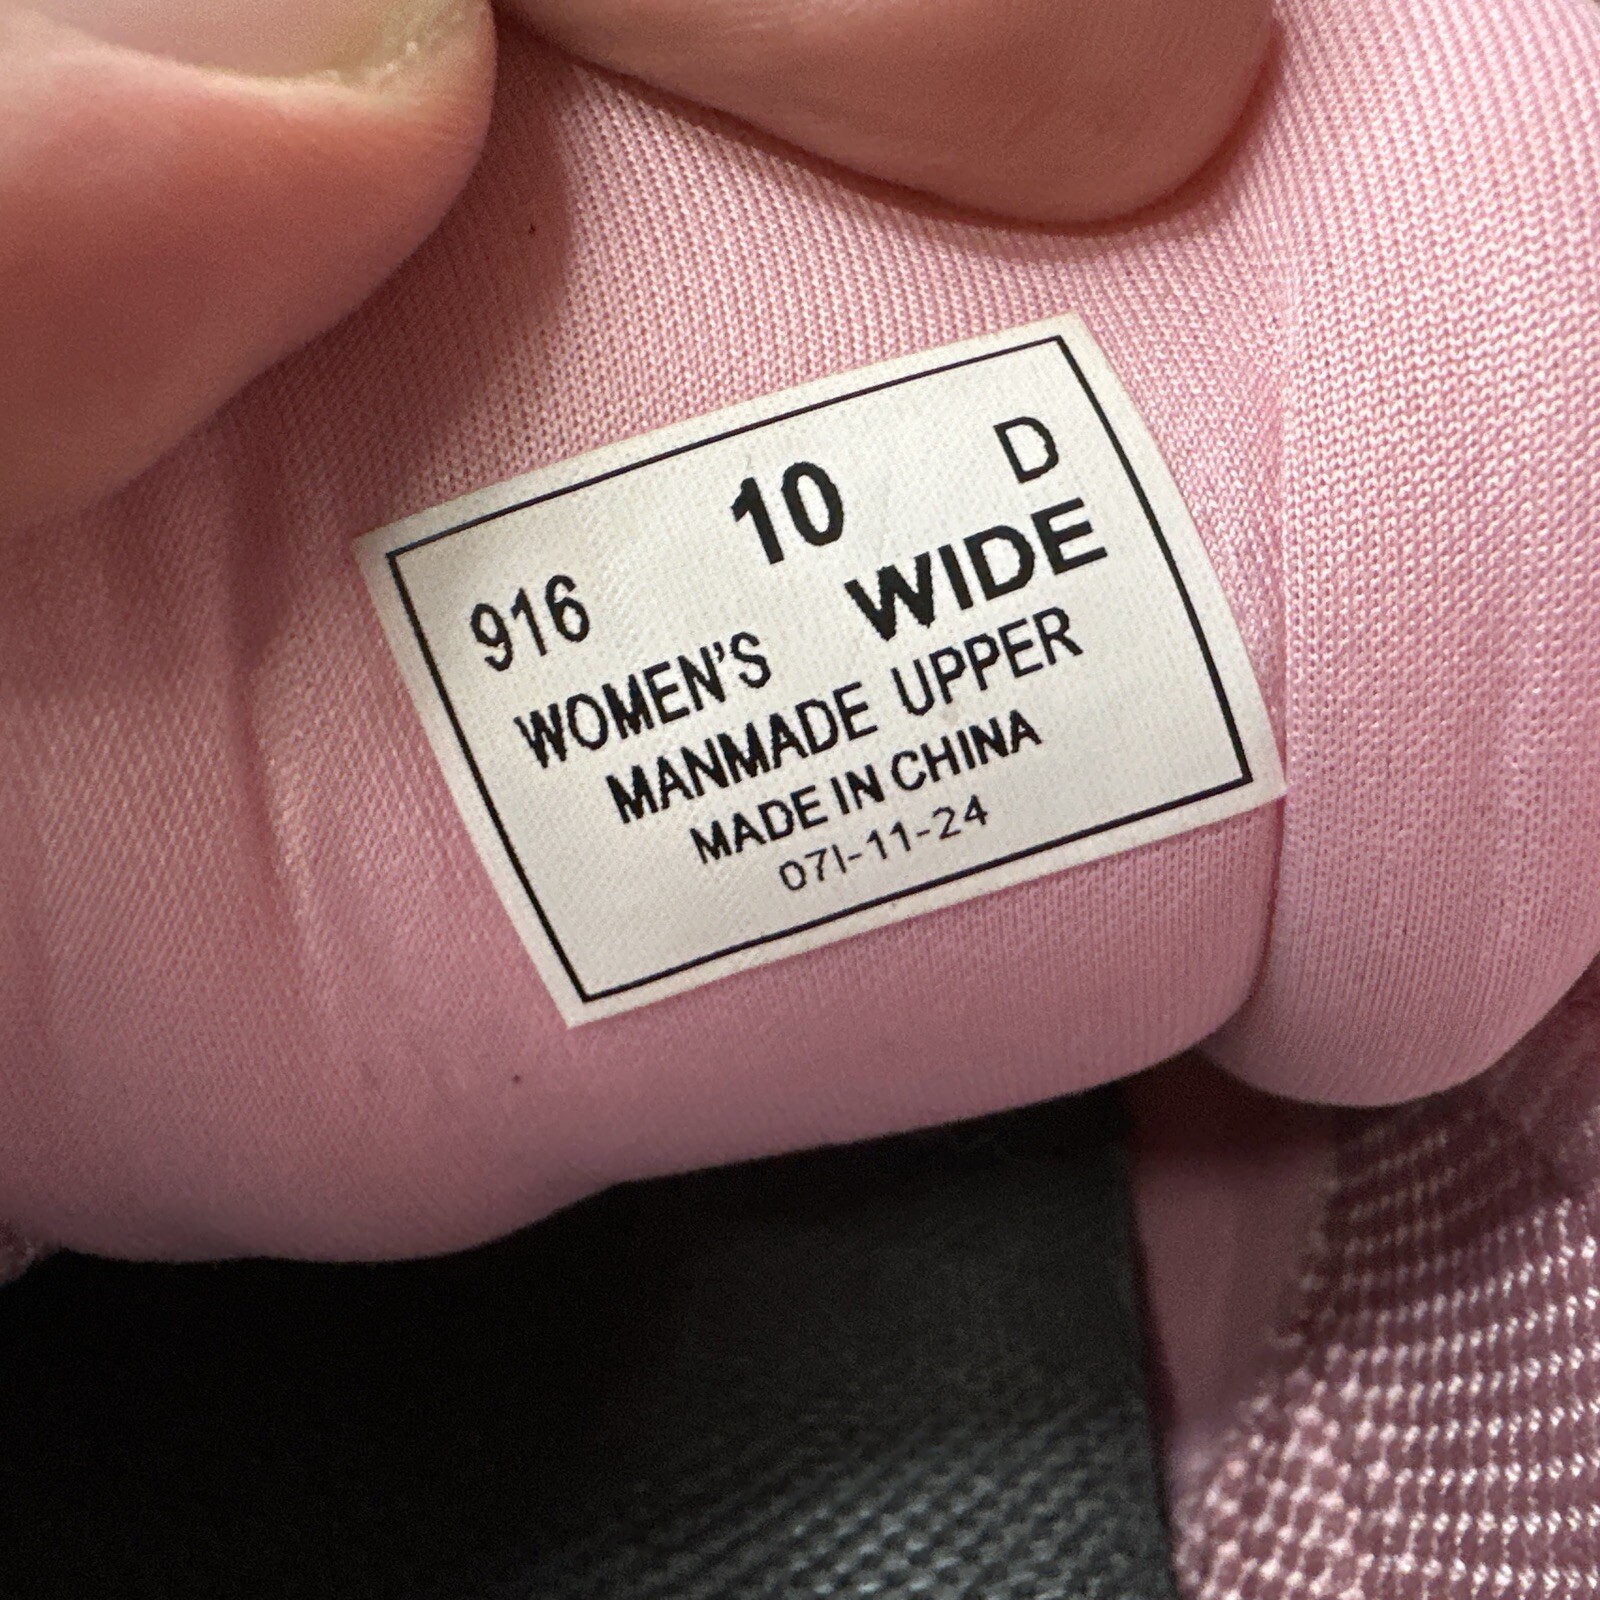 10 D
916 WIDE
WOMEN'S
MANMADE UPPER
MADE IN CHINA
07I-11-24